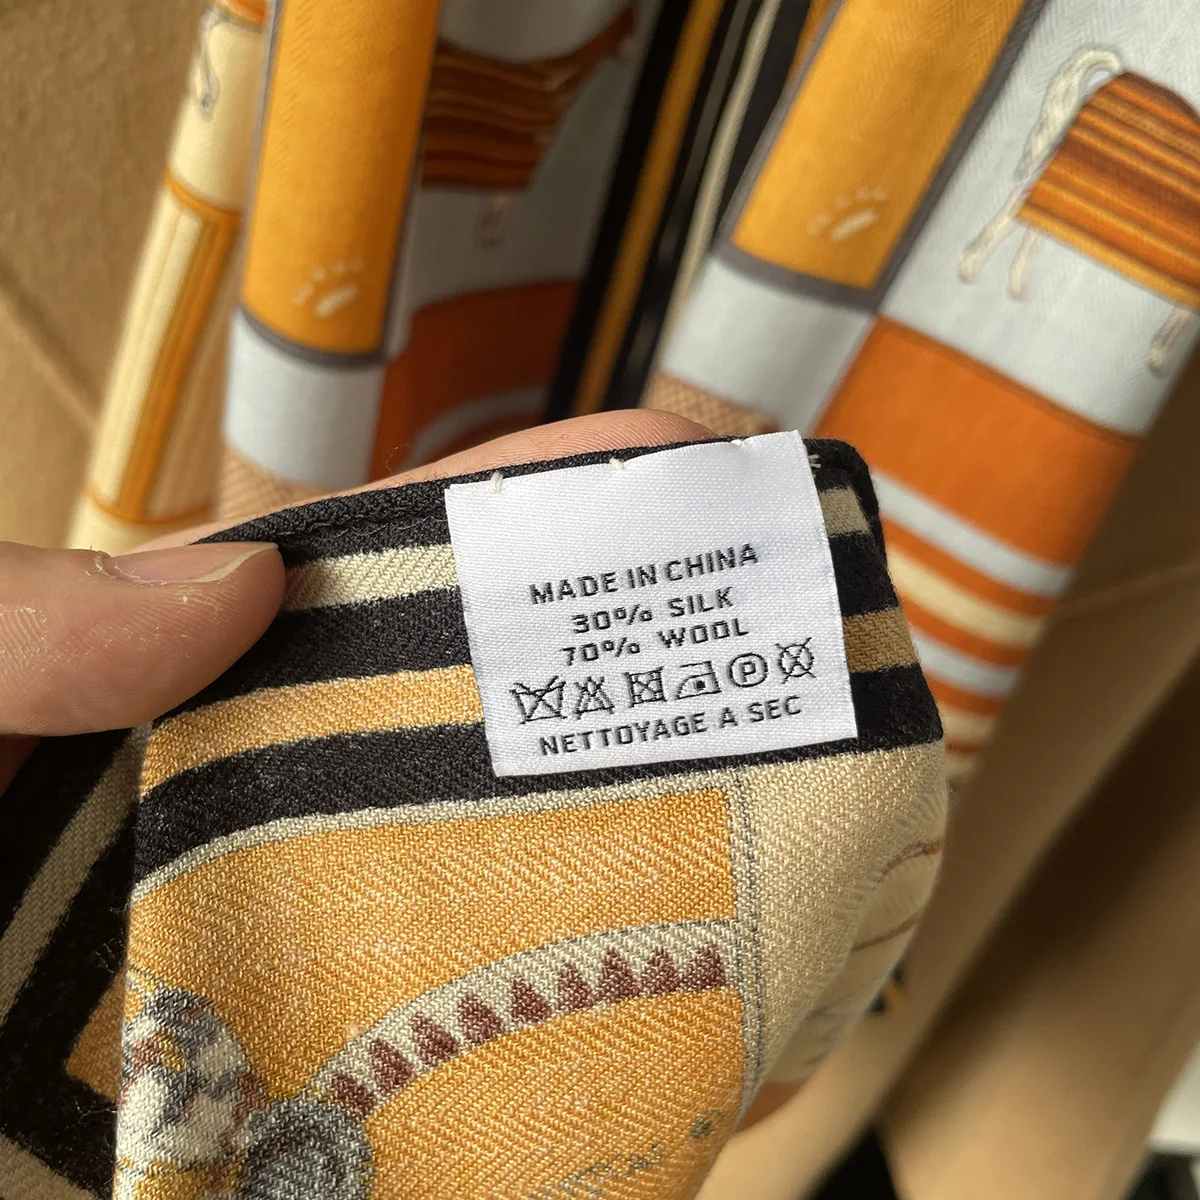 MADE IN CHINA
30% SILK
70% WOOL
P
NETTOYAGE A SEC